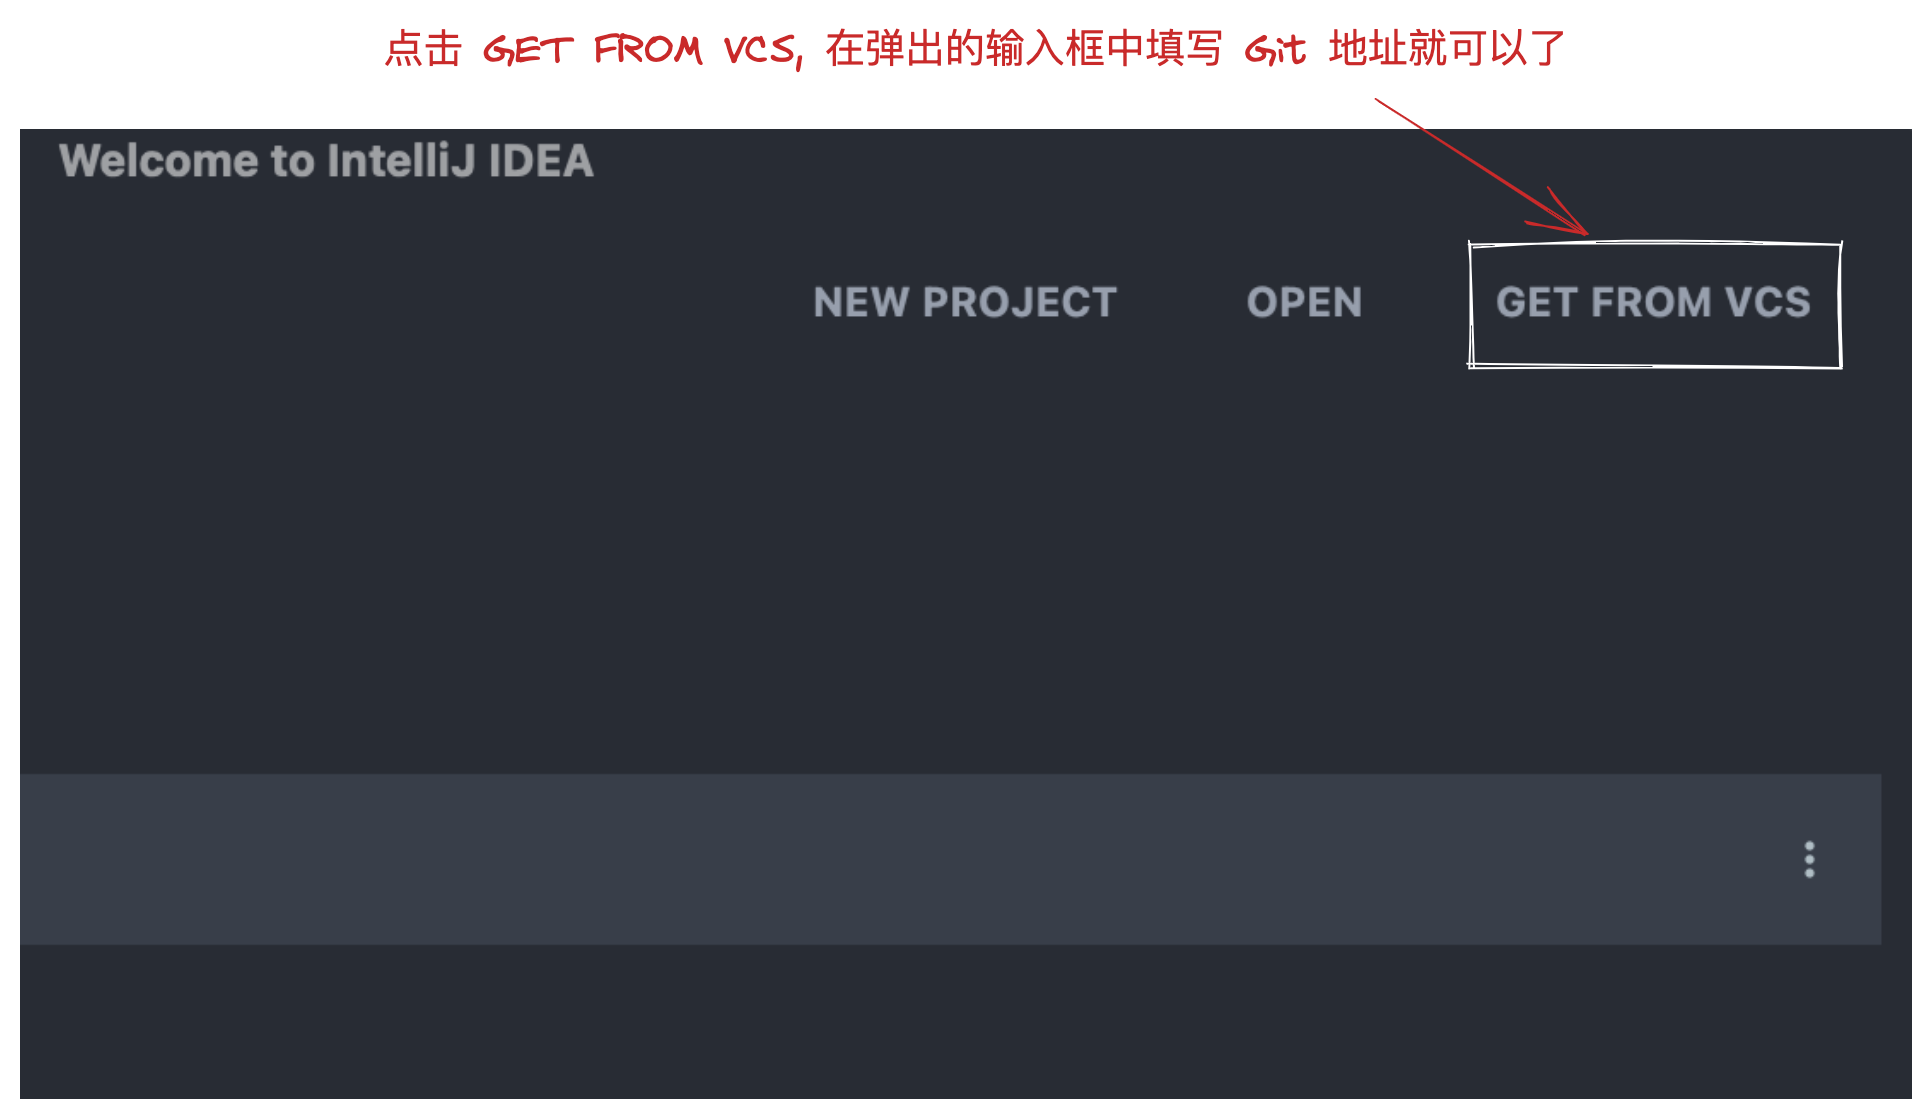 点击 GET FROM VCS, 在弹出的输入框中填写 Git 地址就可以了
Welcome to IntelliJ IDEA
NEW PROJECT OPEN GET FROM VCS